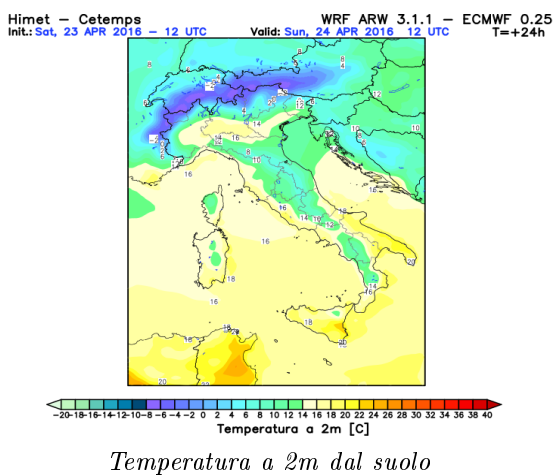 Himet – Cetemps WRF ARW 3.1.1 – ECMWF 0.25
Init.: Sat, 23 APR 2016 – 12 UTC Valid: Sun, 24 APR 2016 12 UTC T=+24h
-20-18-16-14-12-10-8 -6 -4 -2 0 2 4 6 8 10 12 14 16 18 20 22 24 26 28 30 32 34 36 38 40
Temperatura a 2m [C]
Temperatura a 2m dal suolo